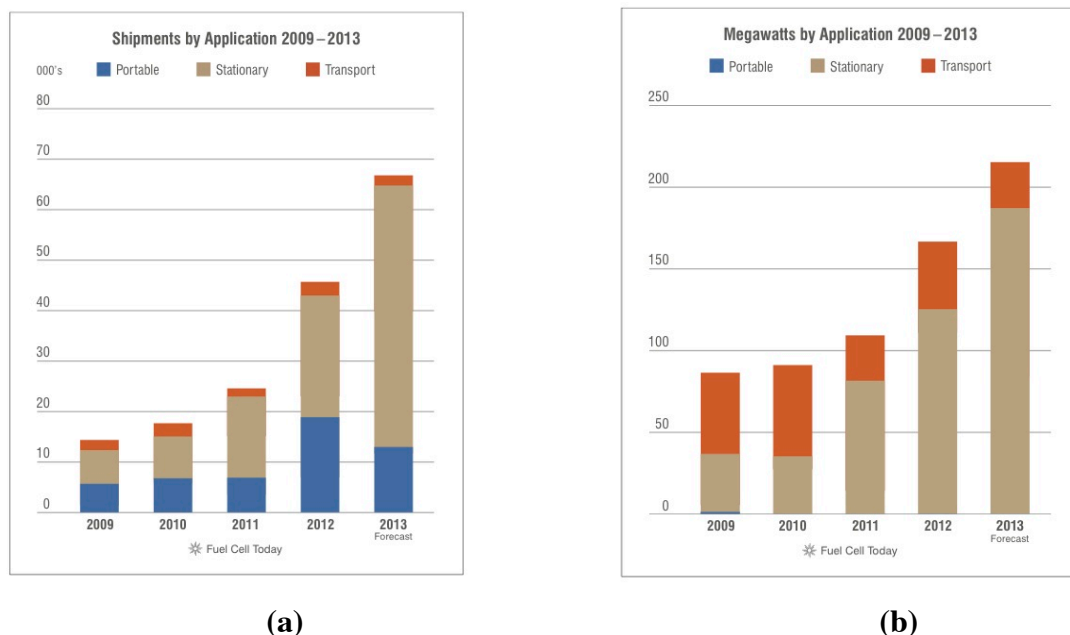 Shipments by Application 2009–2013
000's Portable Stationary Transport
80
70
60
50
40
30
20
10
0
2009 2010 2011 2012 2013
Forecast
Fuel Cell Today
(a)
Megawatts by Application 2009–2013
Portable Stationary Transport
250
200
150
100
50
0
2009 2010 2011 2012 2013
Forecast
Fuel Cell Today
(b)